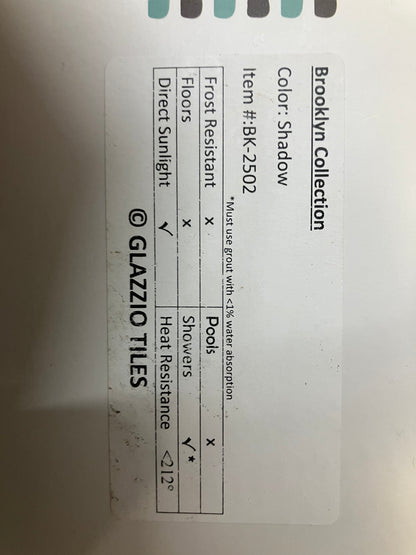 Brooklyn Collection
Color: Shadow
Item #:BK-2502
*Must use grout with <1% water absorption
Frost Resistant x Pools x
Floors x Showers √*
Direct Sunlight √ Heat Resistance <212°
© GLAZZIO TILES